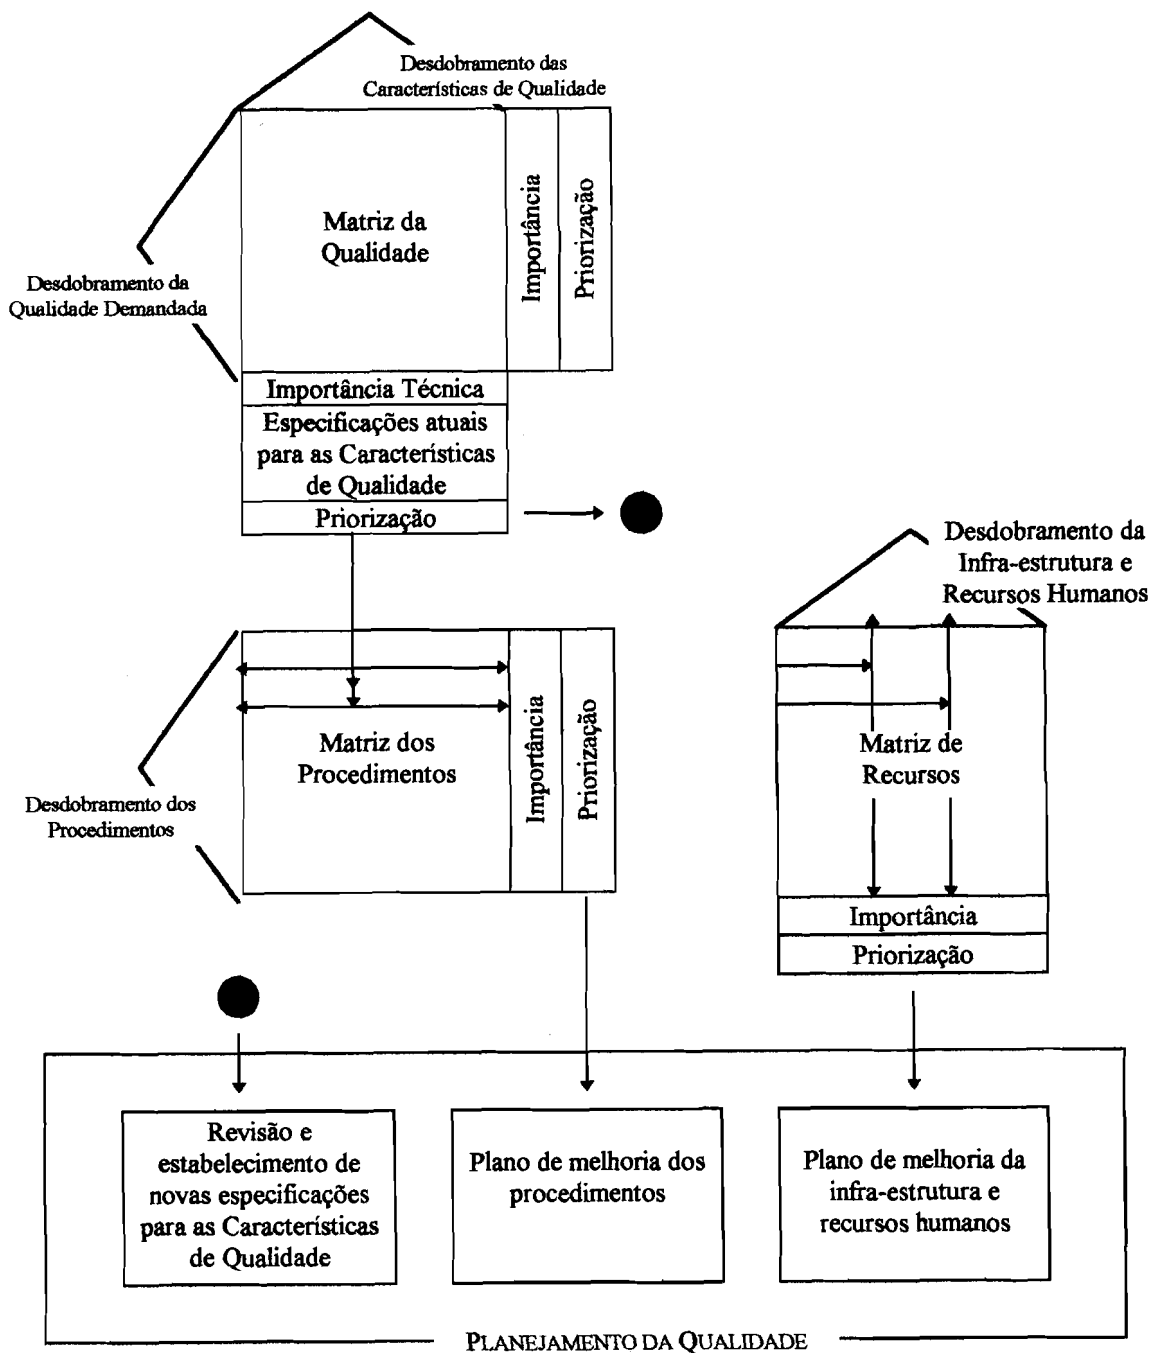 Desdobramento das
Características de Qualidade
Matriz da
Qualidade
Importância
Priorização
Desdobramento da
Qualidade Demandada
Importância Técnica
Especificações atuais
para as Características
de Qualidade
Priorização
Desdobramento da
Infra-estrutura e
Recursos Humanos
Matriz dos
Procedimentos
Importância
Priorização
Desdobramento dos
Procedimentos
Matriz de
Recursos
Importância
Priorização
Revisão e
estabelecimento de
novas especificações
para as Características
de Qualidade
Plano de melhoria dos
procedimentos
Plano de melhoria da
infra-estrutura e
recursos humanos
PLANEJAMENTO DA QUALIDADE